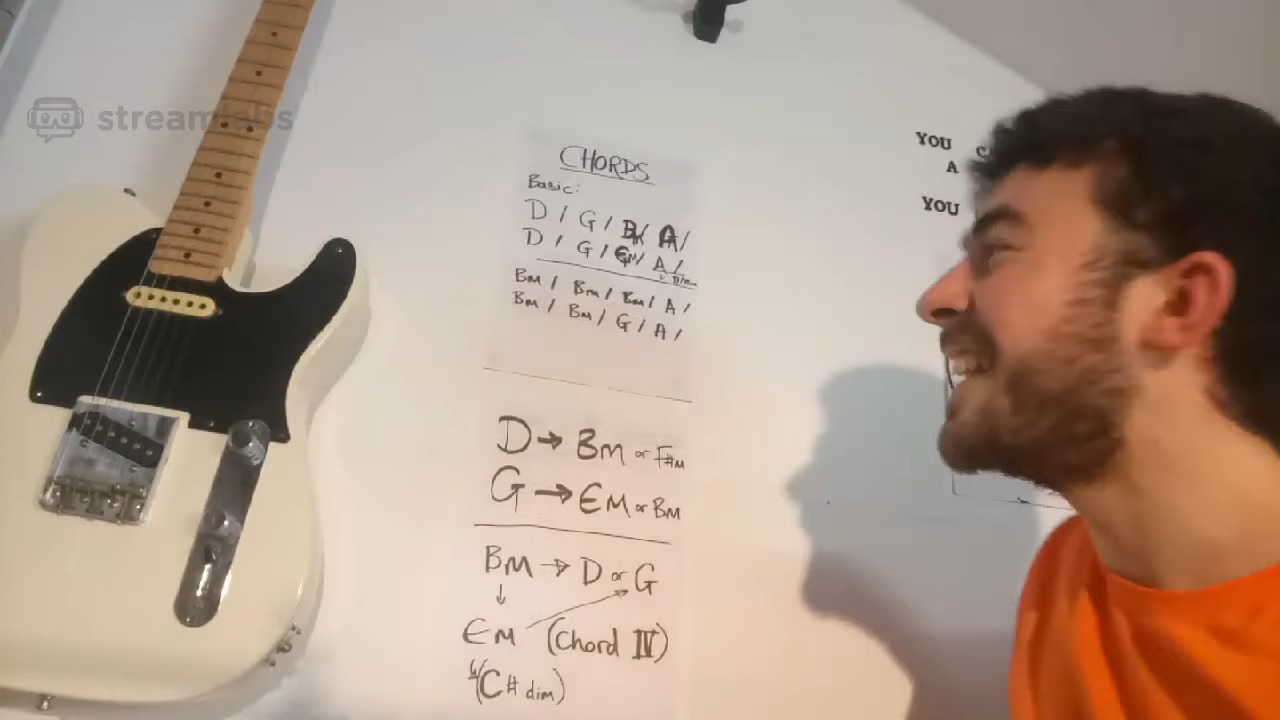 streamlabs
CHORDS
Basic:
D / G / Bm/ A /
D / G / Em/ A /
Bm / Bm / Bm / A /
Bm / Bm / G / A /
D → Bm or F#m
G → Em or Bm
Bm → D or G
↓
Em (Chord IV)
↳(C# dim)
YOU C
A
YOU